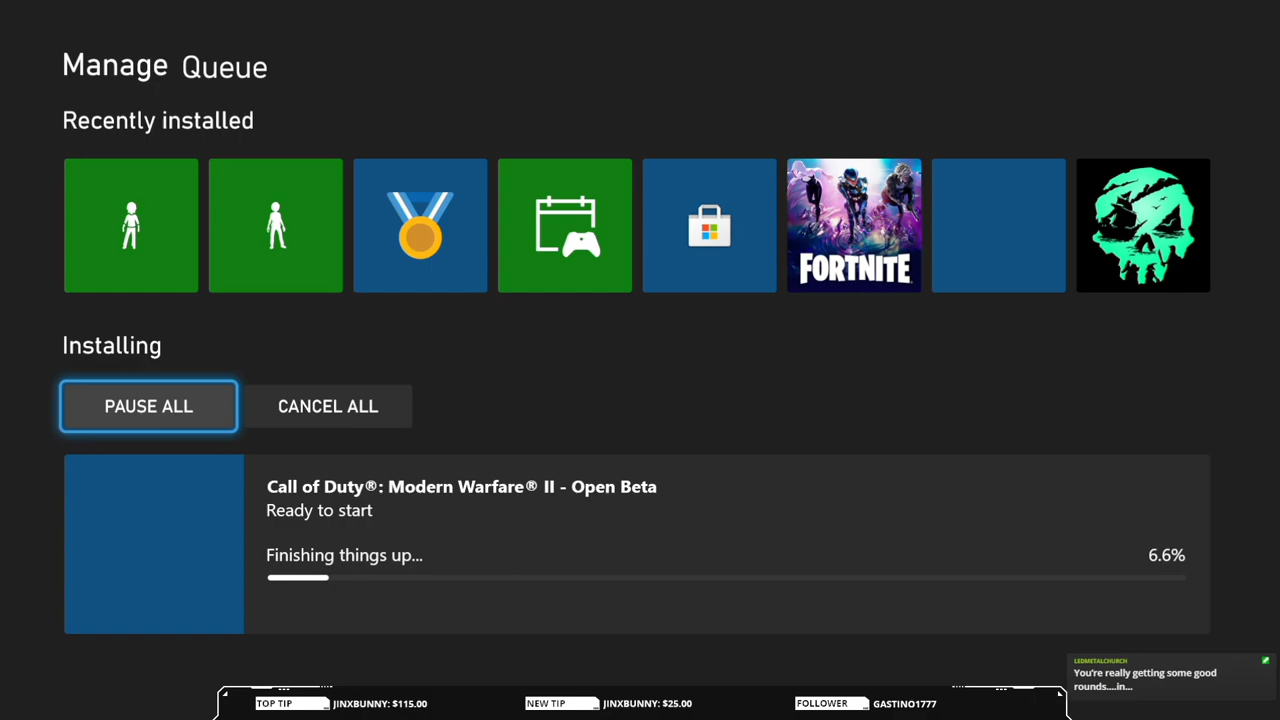 Manage Queue
Recently installed
FORTNITE
Installing
PAUSE ALL
CANCEL ALL
Call of Duty®: Modern Warfare® II - Open Beta
Ready to start
Finishing things up...
6.6%
LEDMETALCHURCH
You're really getting some good
rounds....in...
TOP TIP JINXBUNNY: $115.00
NEW TIP JINXBUNNY: $25.00
FOLLOWER GASTINO1777